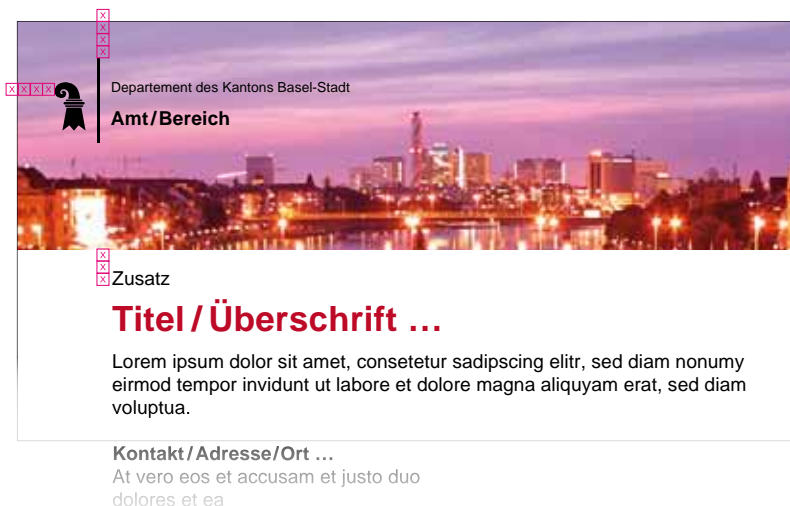 X
X
X
X
X X X X
Departement des Kantons Basel-Stadt
Amt/Bereich
X
X
X
Zusatz
Titel/Überschrift …
Lorem ipsum dolor sit amet, consetetur sadipscing elitr, sed diam nonumy
eirmod tempor invidunt ut labore et dolore magna aliquyam erat, sed diam
voluptua.
Kontakt/Adresse/Ort …
At vero eos et accusam et justo duo
dolores et ea